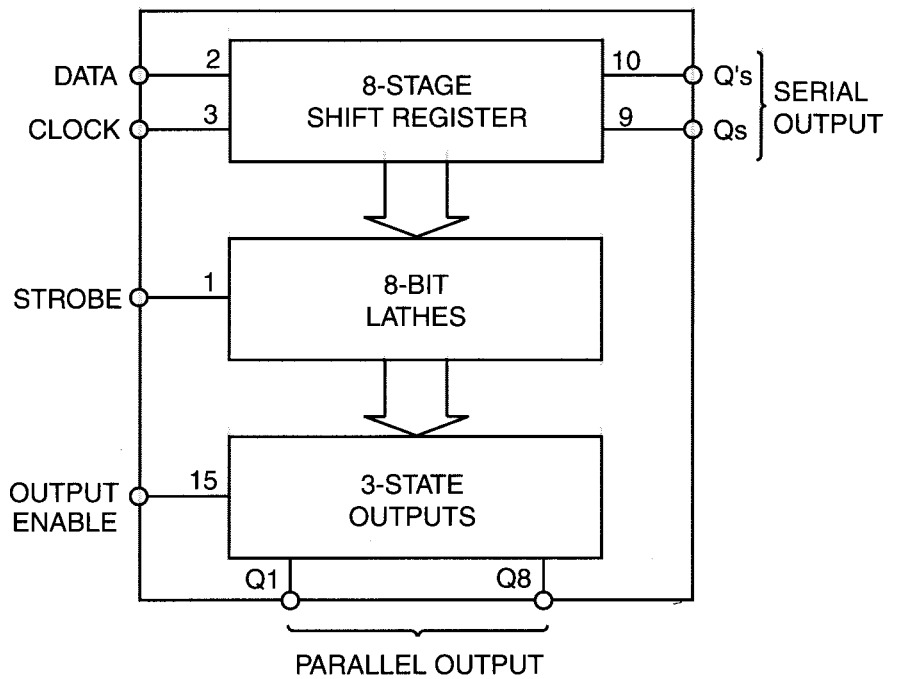 DATA
2
8-STAGE
SHIFT REGISTER
10
Q's
SERIAL
OUTPUT
CLOCK
3
9
Qs
STROBE
1
8-BIT
LATHES
OUTPUT
ENABLE
15
3-STATE
OUTPUTS
Q1
Q8
PARALLEL OUTPUT